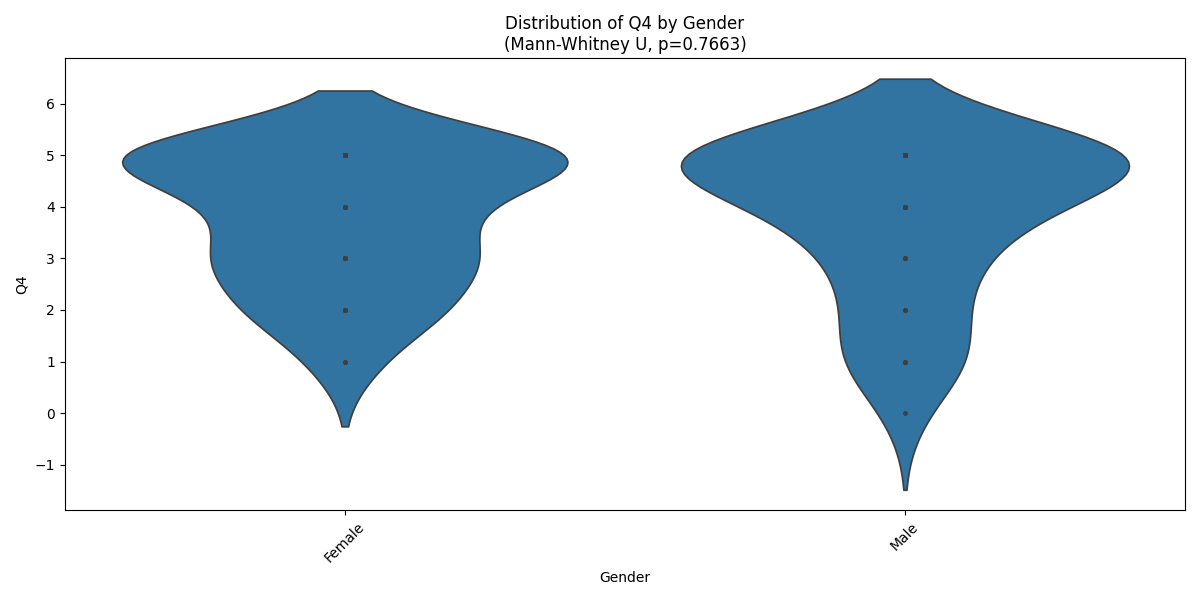 Distribution of Q4 by Gender
(Mann-Whitney U, p=0.7663)
6
5
4
3
2
1
0
−1
Q4
Female
Male
Gender